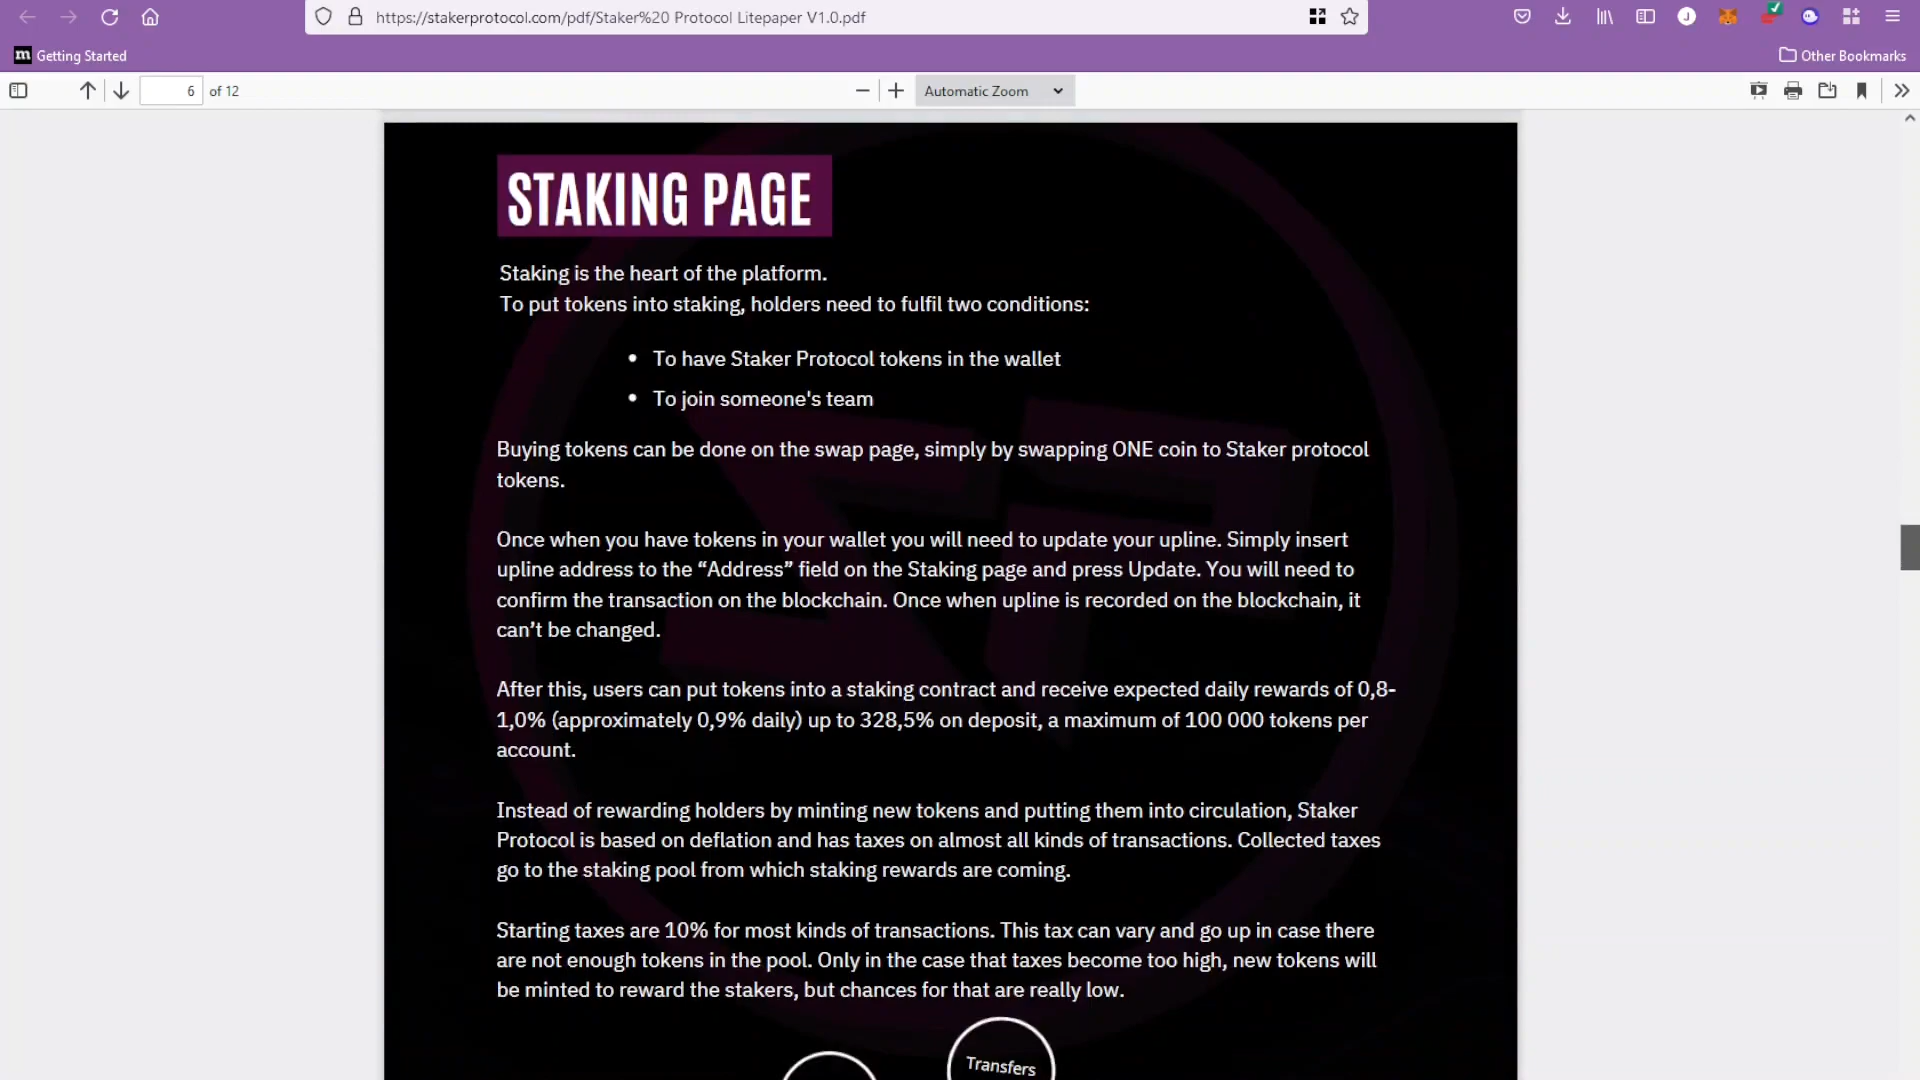 https://stakerprotocol.com/pdf/Staker%20 Protocol Litepaper V1.0.pdf
J
m Getting Started
Other Bookmarks
6 of 12
Automatic Zoom
STAKING PAGE
Staking is the heart of the platform.
To put tokens into staking, holders need to fulfil two conditions:
• To have Staker Protocol tokens in the wallet
• To join someone's team
Buying tokens can be done on the swap page, simply by swapping ONE coin to Staker protocol
tokens.
Once when you have tokens in your wallet you will need to update your upline. Simply insert
upline address to the “Address” field on the Staking page and press Update. You will need to
confirm the transaction on the blockchain. Once when upline is recorded on the blockchain, it
can’t be changed.
After this, users can put tokens into a staking contract and receive expected daily rewards of 0,8-
1,0% (approximately 0,9% daily) up to 328,5% on deposit, a maximum of 100 000 tokens per
account.
Instead of rewarding holders by minting new tokens and putting them into circulation, Staker
Protocol is based on deflation and has taxes on almost all kinds of transactions. Collected taxes
go to the staking pool from which staking rewards are coming.
Starting taxes are 10% for most kinds of transactions. This tax can vary and go up in case there
are not enough tokens in the pool. Only in the case that taxes become too high, new tokens will
be minted to reward the stakers, but chances for that are really low.
Transfers